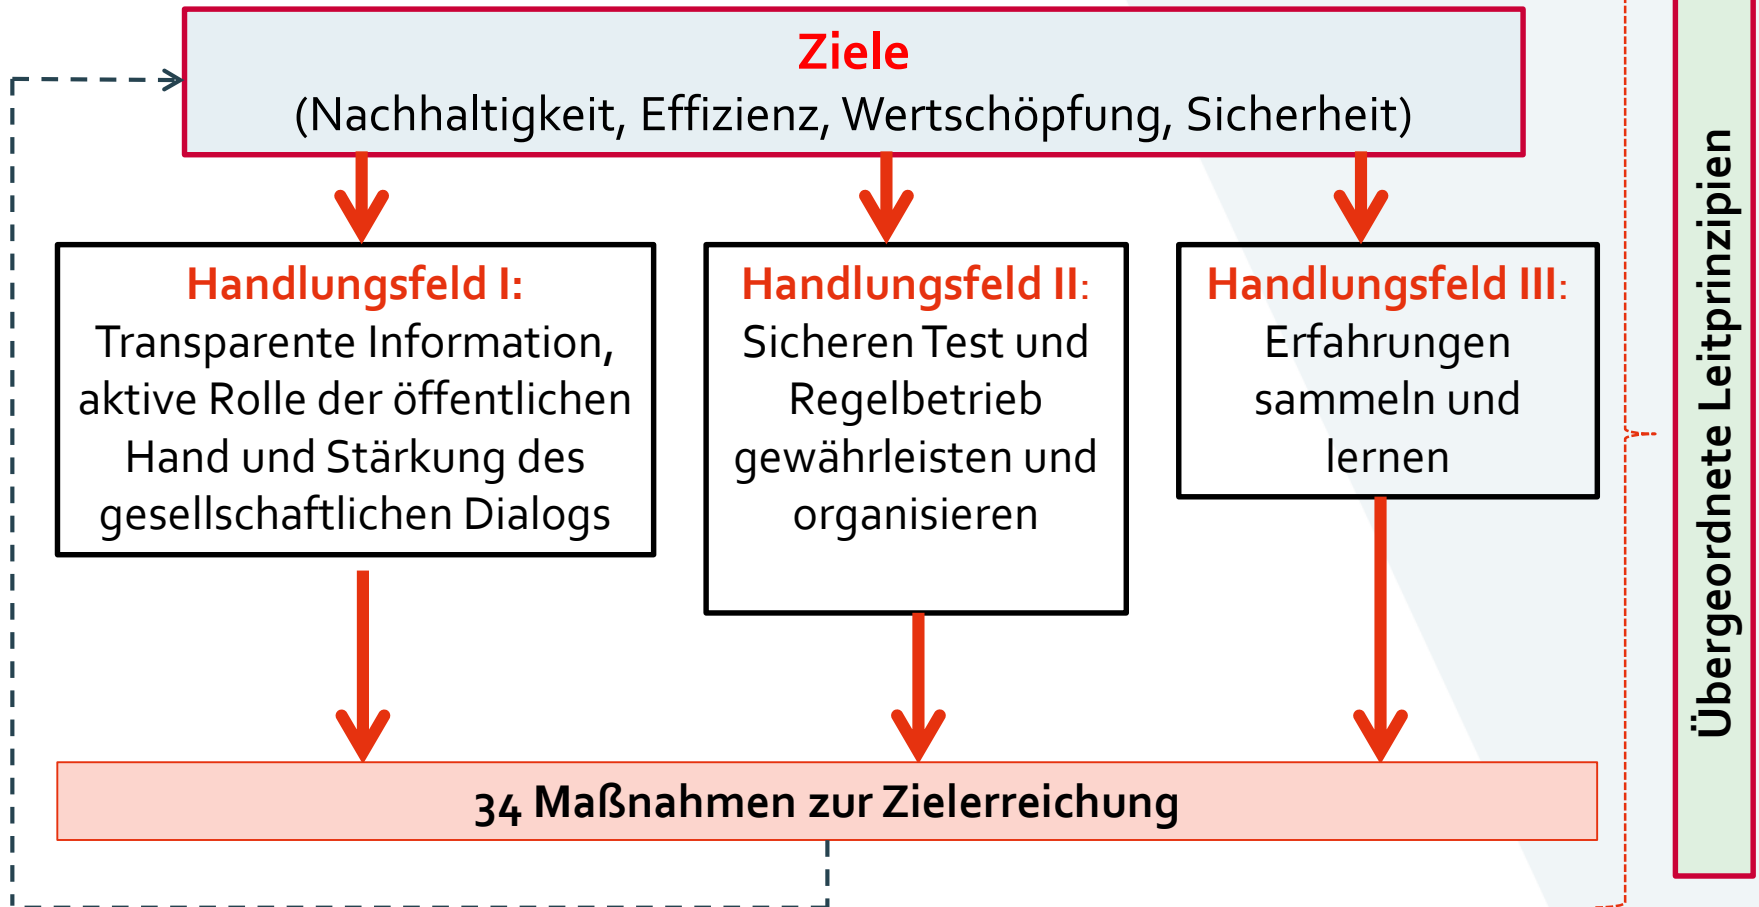 Ziele
(Nachhaltigkeit, Effizienz, Wertschöpfung, Sicherheit)
Handlungsfeld I:
Transparente Information,
aktive Rolle der öffentlichen
Hand und Stärkung des
gesellschaftlichen Dialogs
Handlungsfeld II:
Sicheren Test und
Regelbetrieb
gewährleisten und
organisieren
Handlungsfeld III:
Erfahrungen
sammeln und
lernen
34 Maßnahmen zur Zielerreichung
Übergeordnete Leitprinzipien